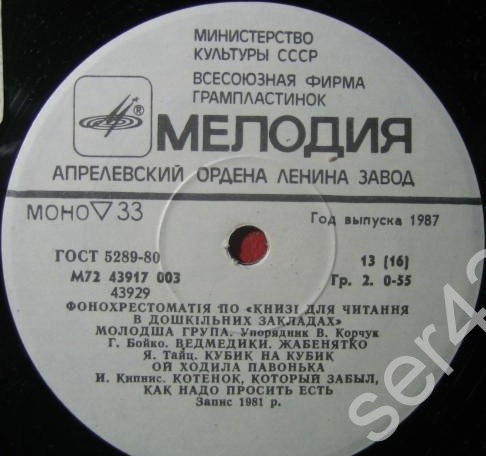 МИНИСТЕРСТВО
КУЛЬТУРЫ СССР
ВСЕСОЮЗНАЯ ФИРМА
ГРАМПЛАСТИНОК
®
МЕЛОДИЯ
АПРЕЛЕВСКИЙ ОРДЕНА ЛЕНИНА ЗАВОД
МОНО ▽ 33
Год выпуска 1987
ГОСТ 5289-80
13 (16)
М72 43917 003
Гр. 2. 0-55
43929
ФОНОХРЕСТОМАТІЯ ПО «КНИЗІ ДЛЯ ЧИТАННЯ
В ДОШКІЛЬНИХ ЗАКЛАДАХ»
МОЛОДША ГРУПА. Упорядник В. Корчук
Г. Бойко. ВЕДМЕДИКИ. ЖАБЕНЯТКО
Я. Тайц. КУБИК НА КУБИК
ОЙ ХОДИЛА ПАВОНЬКА
И. Кипнис. КОТЕНОК, КОТОРЫЙ ЗАБЫЛ,
КАК НАДО ПРОСИТЬ ЕСТЬ
Запис 1981 р.
ser42